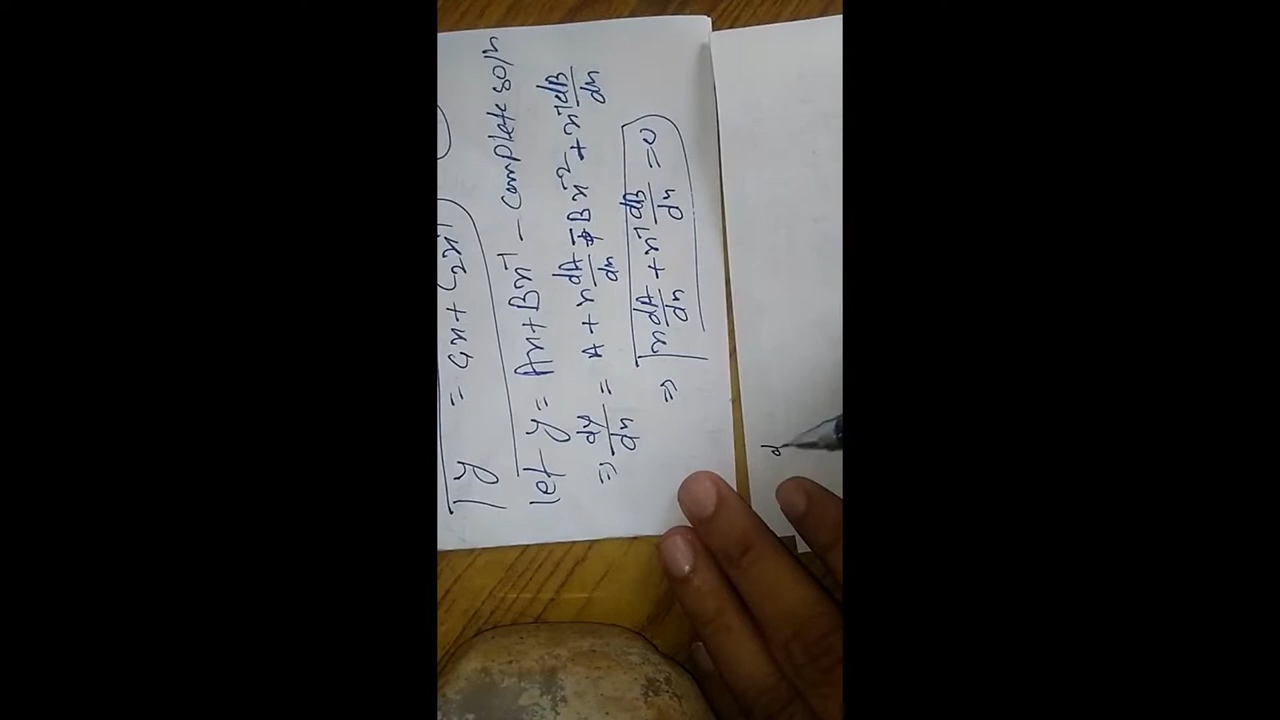 y = c₁x + c₂x⁻¹
let y = Ax + Bx⁻¹ – complete soln
⇒ dy/dx = A + x dA/dx - Bx⁻² + x⁻¹ dB/dx
⇒ x dA/dx + x⁻¹ dB/dx = 0
d